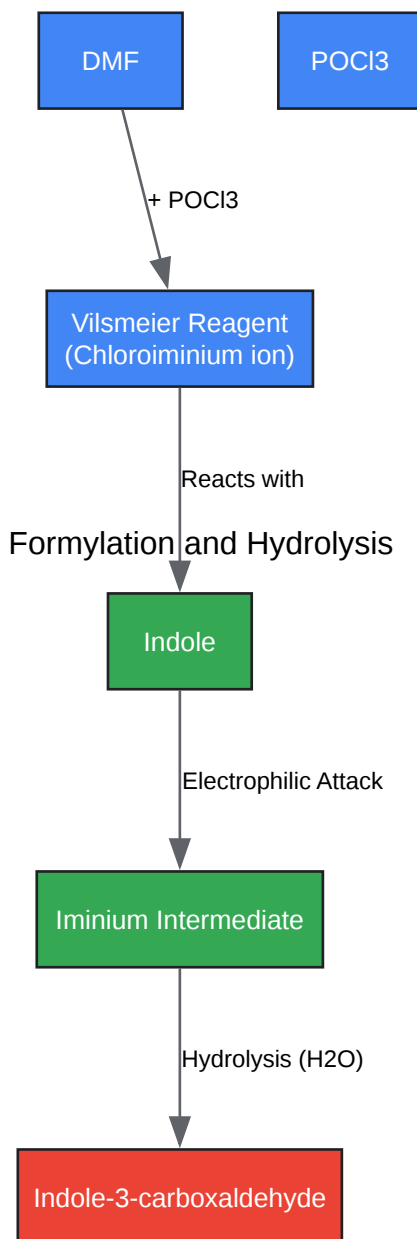 DMF
POCl3
+ POCl3
Vilsmeier Reagent
(Chloroiminium ion)
Reacts with
Formylation and Hydrolysis
Indole
Electrophilic Attack
Iminium Intermediate
Hydrolysis (H2O)
Indole-3-carboxaldehyde